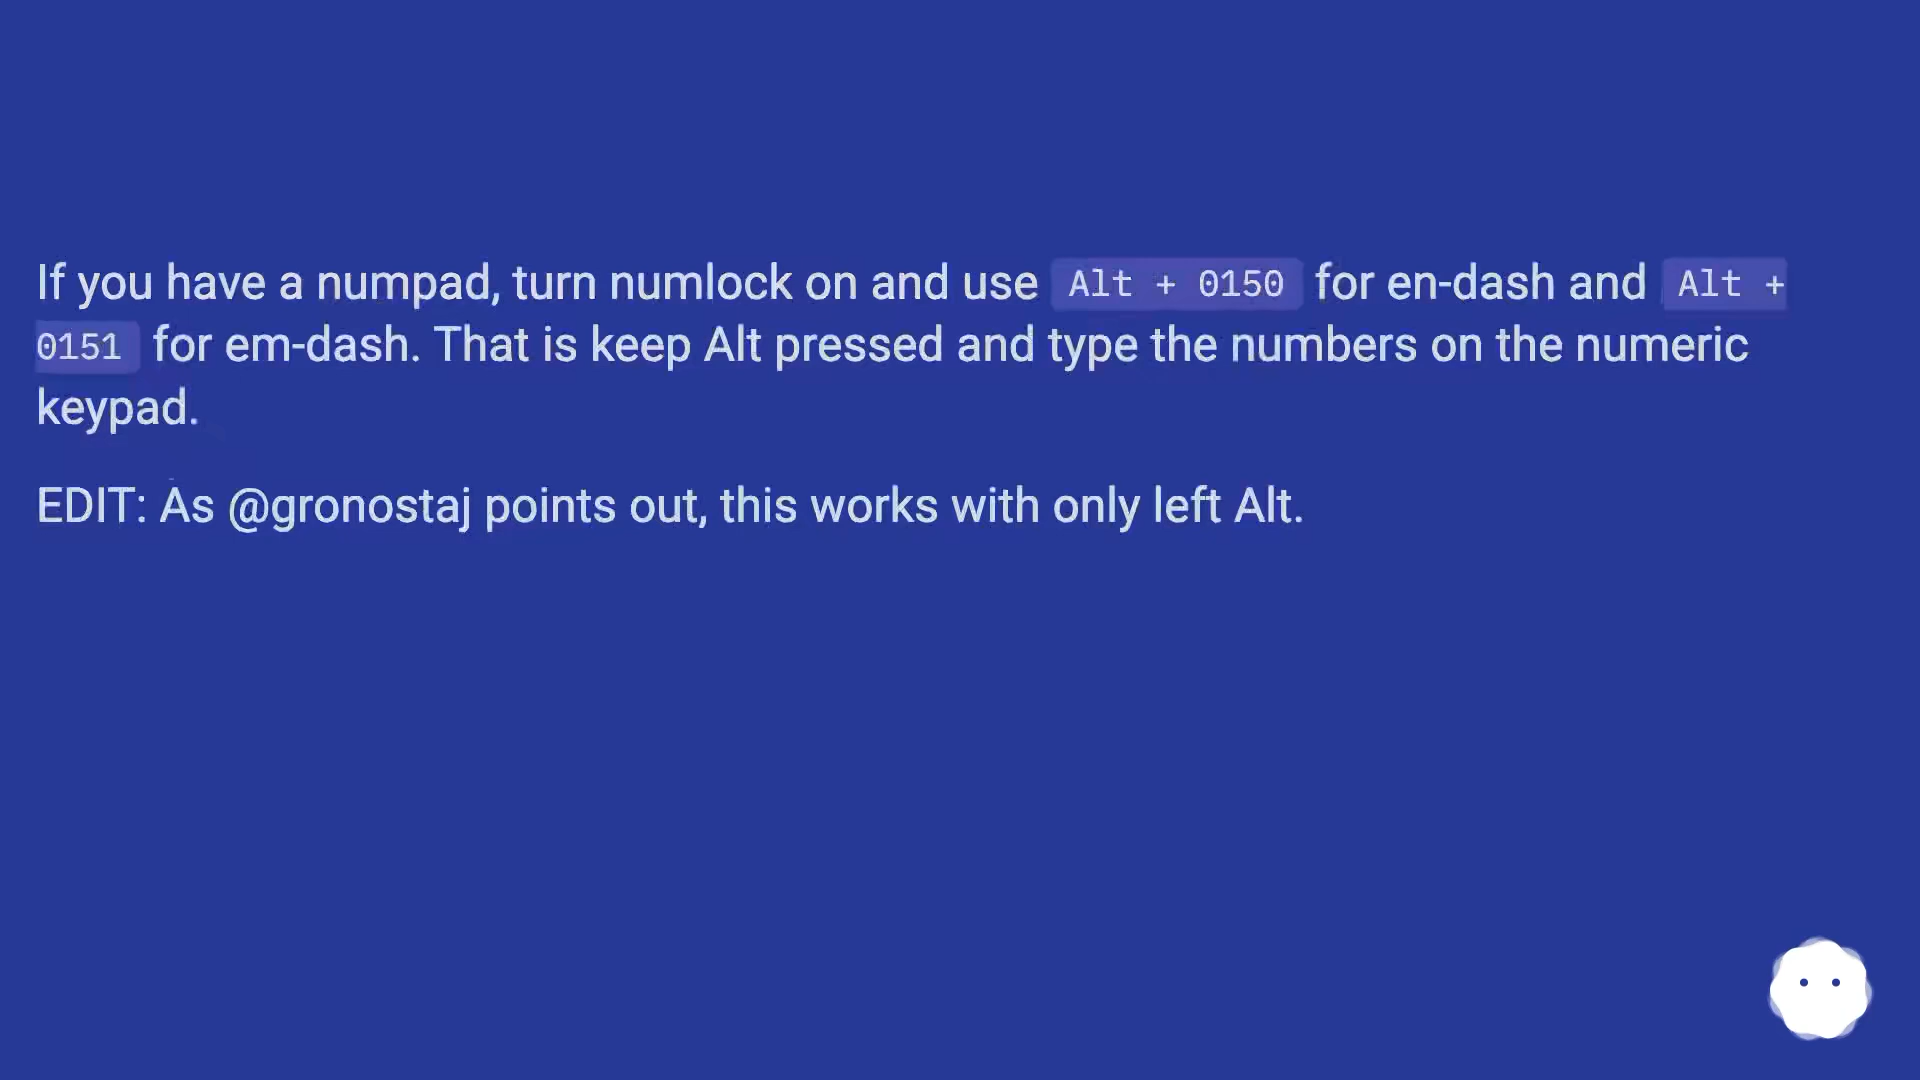 If you have a numpad, turn numlock on and use Alt + 0150 for en-dash and Alt +
0151 for em-dash. That is keep Alt pressed and type the numbers on the numeric
keypad.
EDIT: As @gronostaj points out, this works with only left Alt.